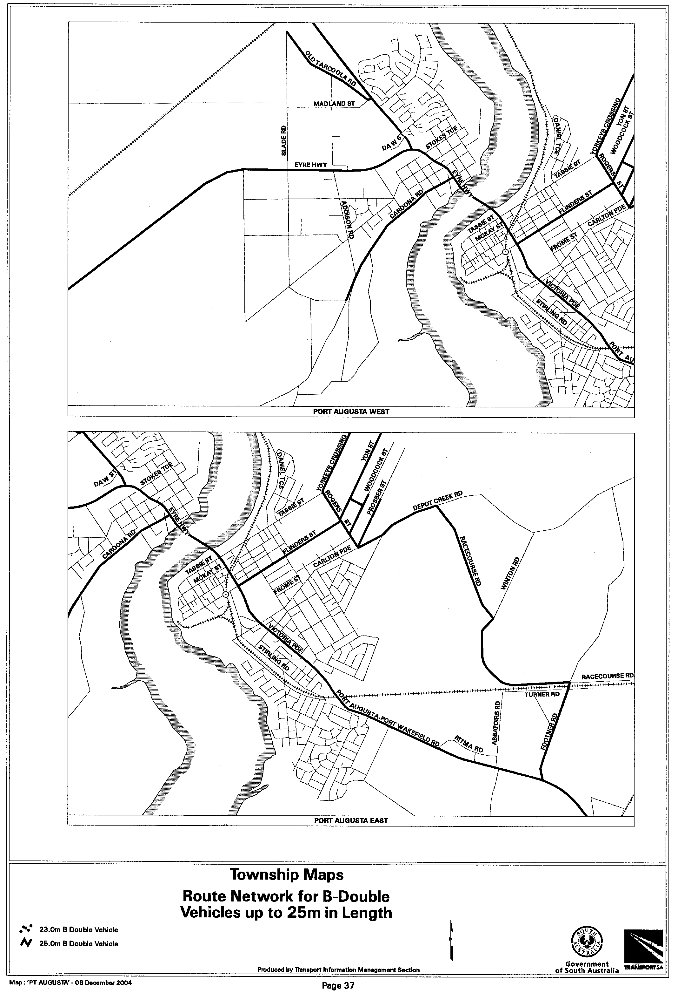 OLD TARCOOLA RD
MADLAND ST
SLADE RD
DAW ST
STOKES TCE
EYRE HWY
EYRE HWY
CAROONA RD
ADDISON RD
DANIEL TCE
YORKEYS CROSSING
YON ST
WOODCOCK ST
ROGERS ST
TASSIE ST
FLINDERS ST
CARLTON PDE
TASSIE ST
MCKAY ST
FROME ST
VICTORIA PDE
STIRLING RD
PORT AU
PORT AUGUSTA WEST
DAW ST
STOKES TCE
EYRE HWY
CAROONA RD
DANIEL TCE
YORKEYS CROSSING
YON ST
WOODCOCK ST
PROSSER ST
ROGERS ST
TASSIE ST
DEPOT CREEK RD
FLINDERS ST
CARLTON PDE
TASSIE ST
MCKAY ST
FROME ST
RACECOURSE RD
WINTON RD
VICTORIA PDE
STIRLING RD
RACECOURSE RD
TURNER RD
PORT AUGUSTA-PORT WAKEFIELD RD
RITMA RD
ABBATOIRS RD
FOOTNER RD
PORT AUGUSTA EAST
Township Maps
Route Network for B-Double
Vehicles up to 25m in Length
23.0m B Double Vehicle
25.0m B Double Vehicle
N
SOUTH AUSTRALIA
Government
of South Australia
TRANSPORT SA
Produced by Transport Information Management Section
Map : 'PT AUGUSTA' - 06 December 2004
Page 37